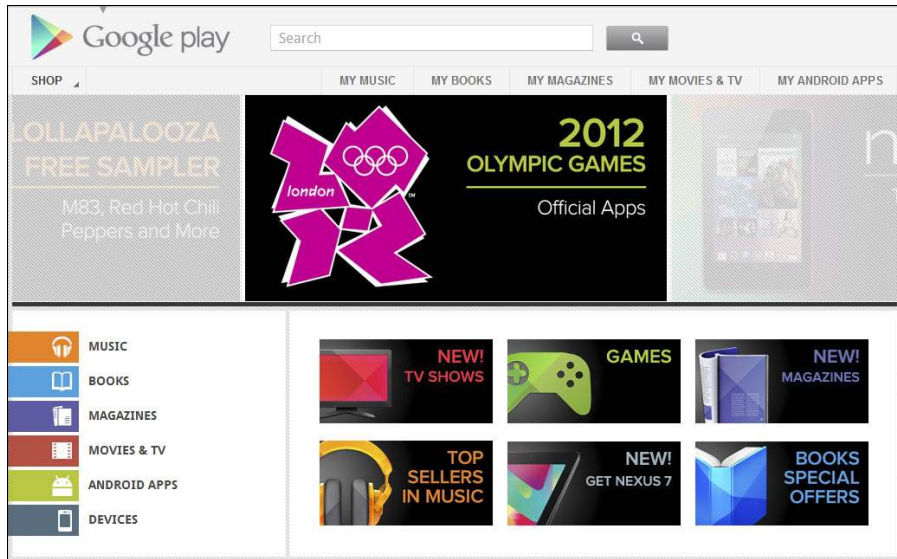 Google play
Search
SHOP
MY MUSIC
MY BOOKS
MY MAGAZINES
MY MOVIES & TV
MY ANDROID APPS
LOLLAPALOOZA
FREE SAMPLER
M83, Red Hot Chili
Peppers and More
london
TM
2012
OLYMPIC GAMES
Official Apps
n
MUSIC
BOOKS
MAGAZINES
MOVIES & TV
ANDROID APPS
DEVICES
NEW!
TV SHOWS
GAMES
NEW!
MAGAZINES
TOP
SELLERS
IN MUSIC
NEW!
GET NEXUS 7
BOOKS
SPECIAL
OFFERS